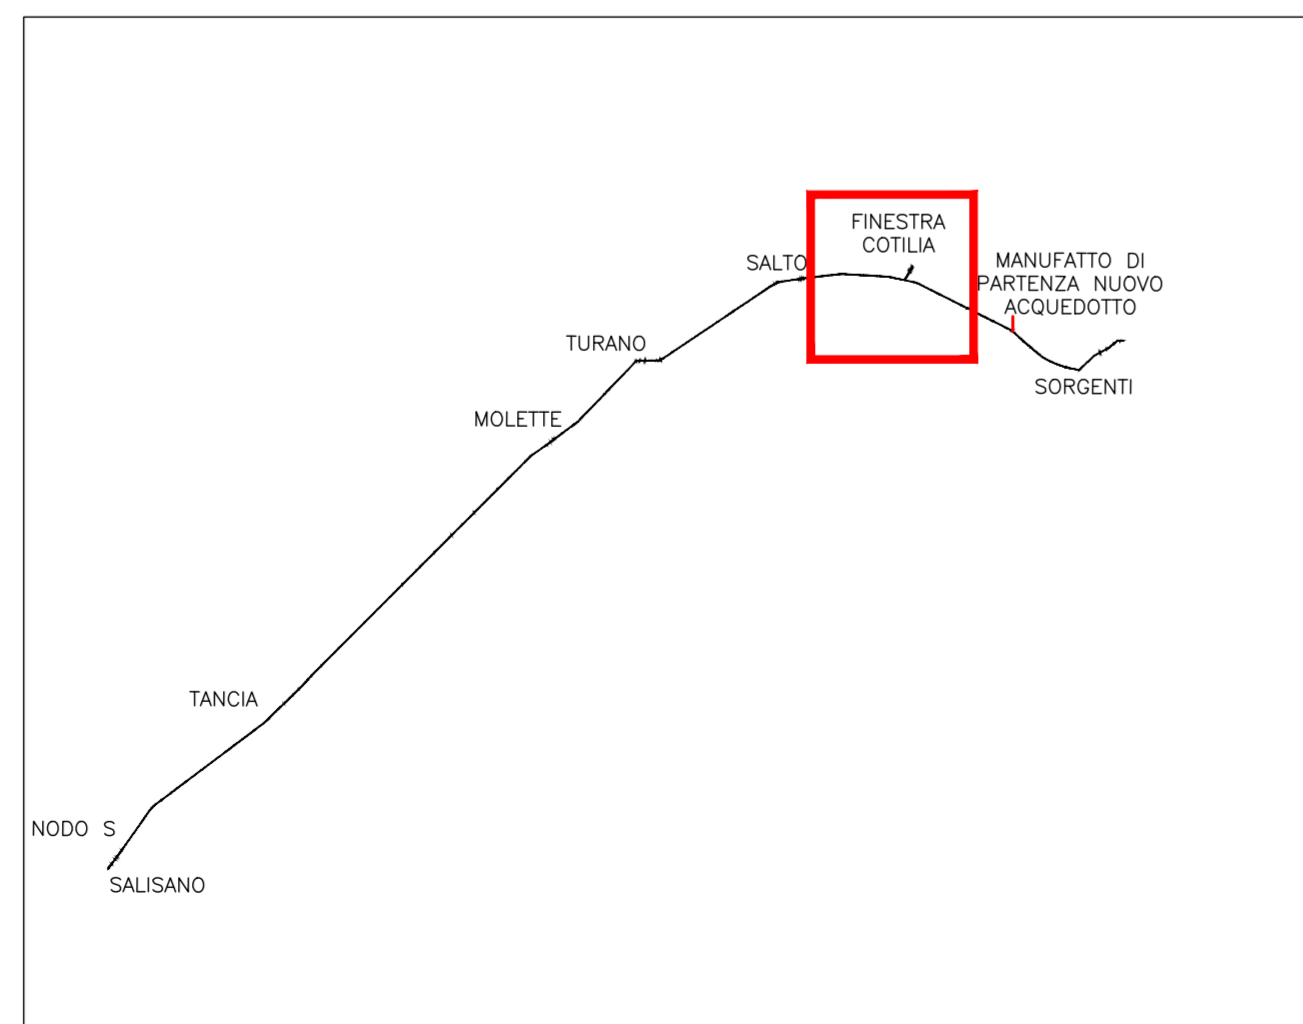 FINESTRA
COTILIA
SALTO
MANUFATTO DI
PARTENZA NUOVO
ACQUEDOTTO
TURANO
SORGENTI
MOLETTE
TANCIA
NODO S
SALISANO